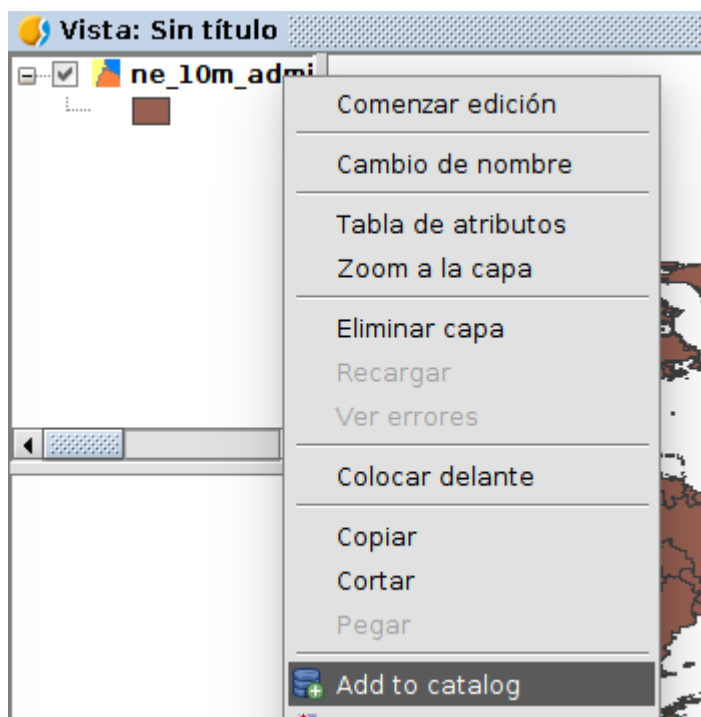 Vista: Sin título
ne_10m_admi
Comenzar edición
Cambio de nombre
Tabla de atributos
Zoom a la capa
Eliminar capa
Recargar
Ver errores
Colocar delante
Copiar
Cortar
Pegar
Add to catalog